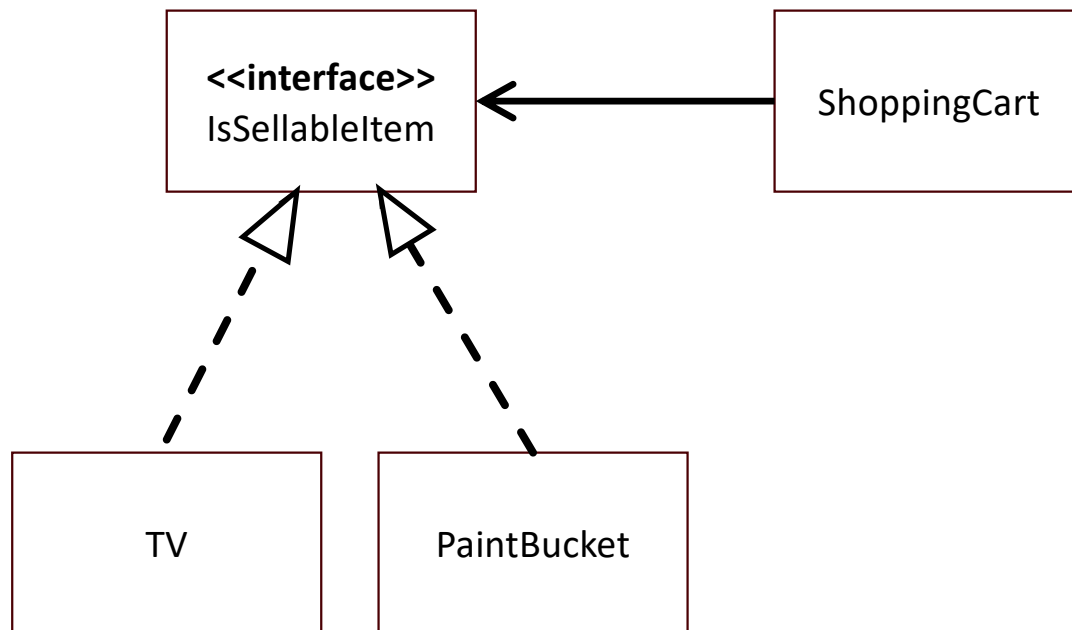 <<interface>>
IsSellableItem
ShoppingCart
TV
PaintBucket